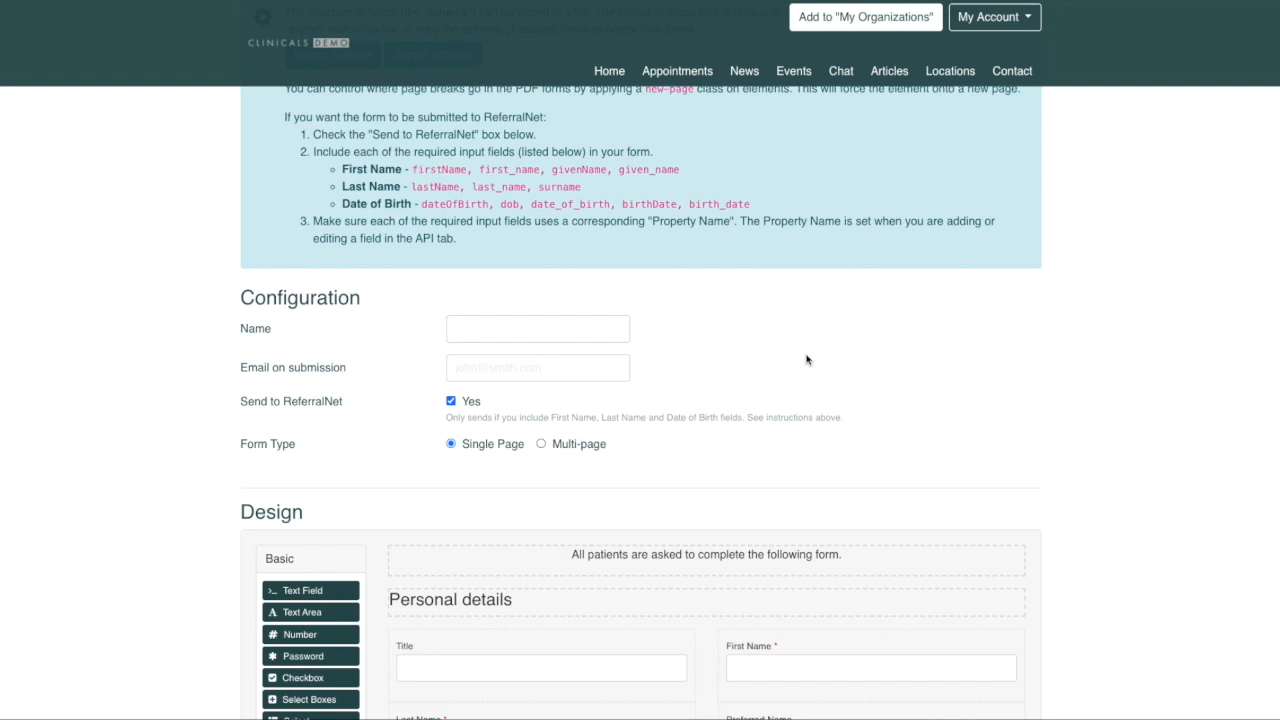 Add to "My Organizations"
My Account
CLINICALS DEMO
Home
Appointments
News
Events
Chat
Articles
Locations
Contact
You can control where page breaks go in the PDF forms by applying a new-page class on elements. This will force the element onto a new page.
If you want the form to be submitted to ReferralNet:
1. Check the "Send to ReferralNet" box below.
2. Include each of the required input fields (listed below) in your form.
First Name - firstName, first_name, givenName, given_name
Last Name - lastName, last_name, surname
Date of Birth - dateOfBirth, dob, date_of_birth, birthDate, birth_date
3. Make sure each of the required input fields uses a corresponding "Property Name". The Property Name is set when you are adding or
editing a field in the API tab.
Configuration
Name
Email on submission
john@smith.com
Send to ReferralNet
Yes
Only sends if you include First Name, Last Name and Date of Birth fields. See instructions above.
Form Type
Single Page
Multi-page
Design
Basic
Text Field
Text Area
Number
Password
Checkbox
Select Boxes
All patients are asked to complete the following form.
Personal details
Title
First Name *
Last Name *
Preferred Name